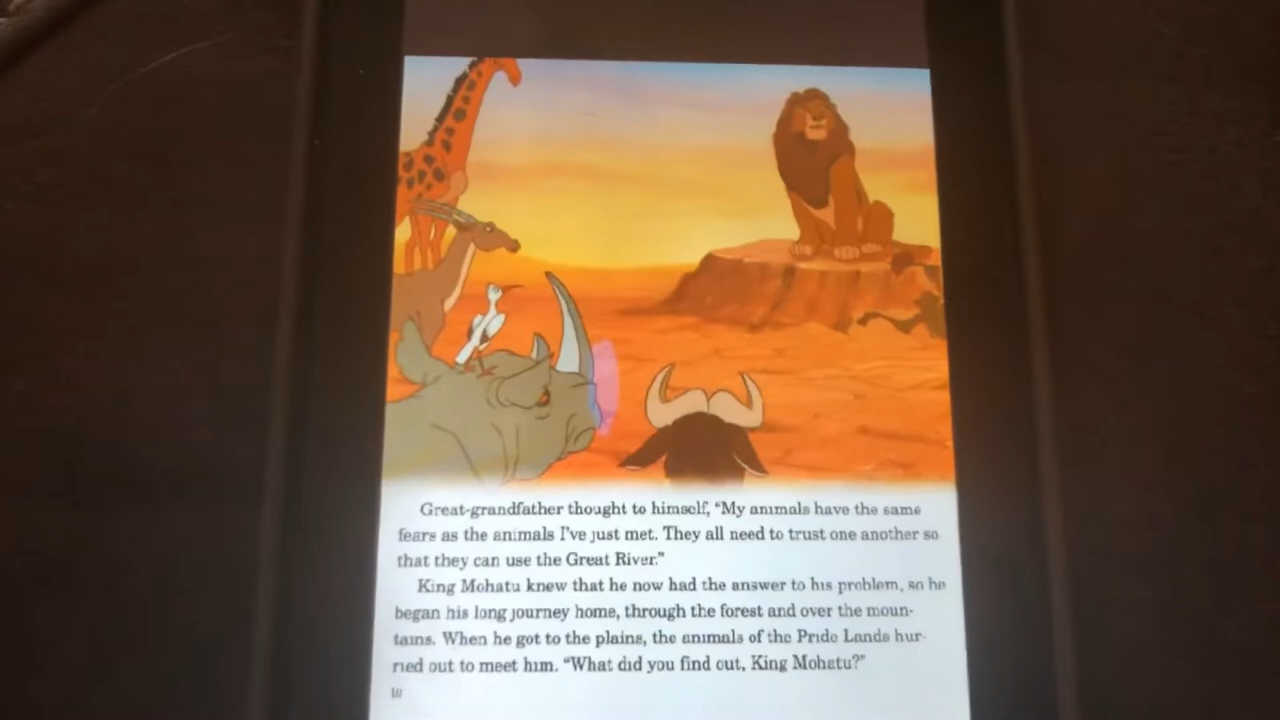 Great-grandfather thought to himself, “My animals have the same
fears as the animals I’ve just met. They all need to trust one another so
that they can use the Great River.”
King Mohatu knew that he now had the answer to his problem, so he
began his long journey home, through the forest and over the moun-
tains. When he got to the plains, the animals of the Pride Lands hur-
ried out to meet him. “What did you find out, King Mohatu?”
10